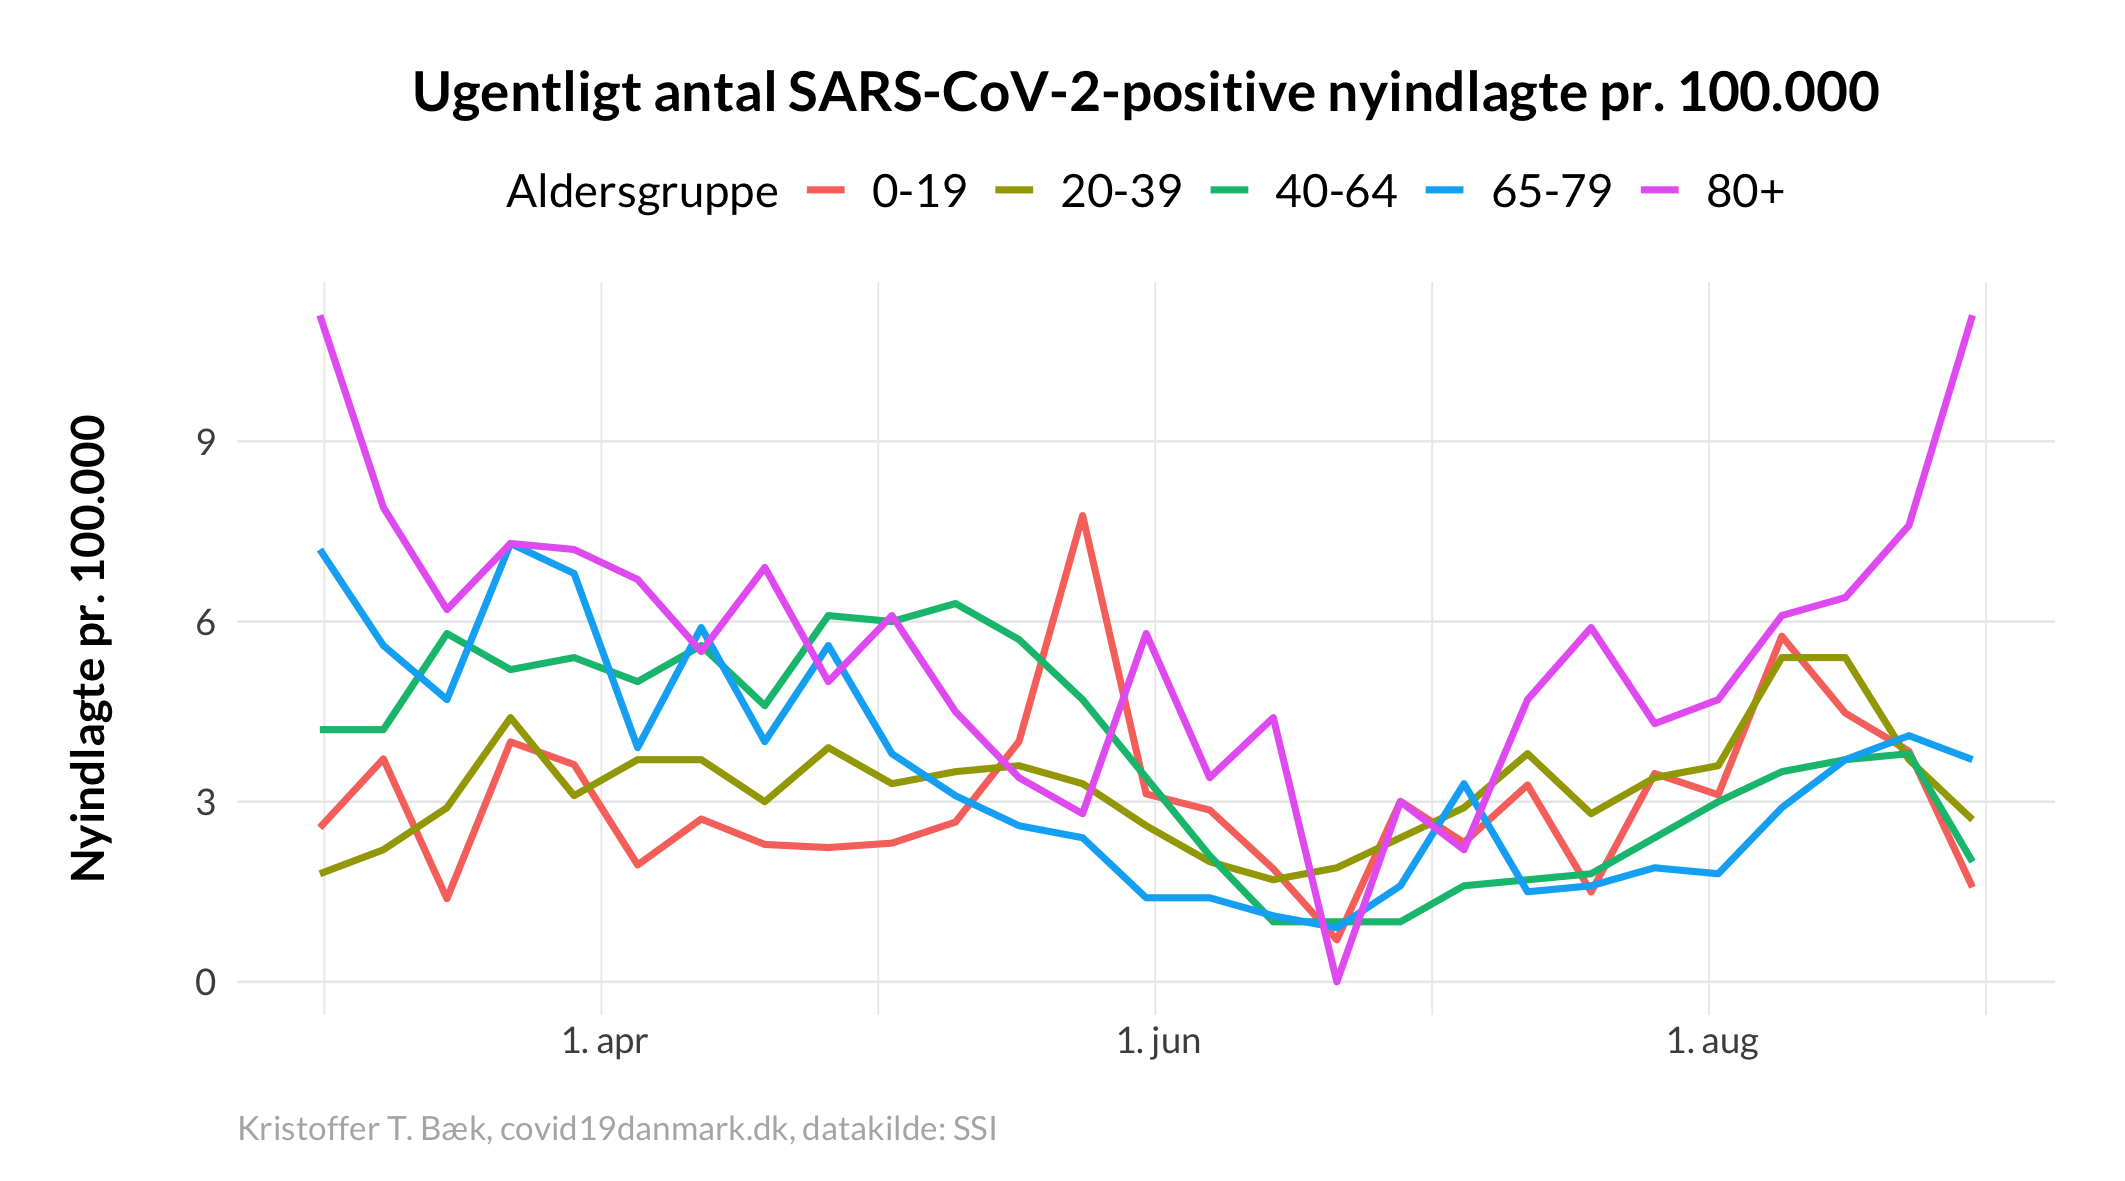 Ugentligt antal SARS-CoV-2-positive nyindlagte pr. 100.000
Aldersgruppe 0-19 20-39 40-64 65-79 80+
Nyindlagte pr. 100.000
9
6
3
0
1. apr 1. jun 1. aug
Kristoffer T. Bæk, covid19danmark.dk, datakilde: SSI